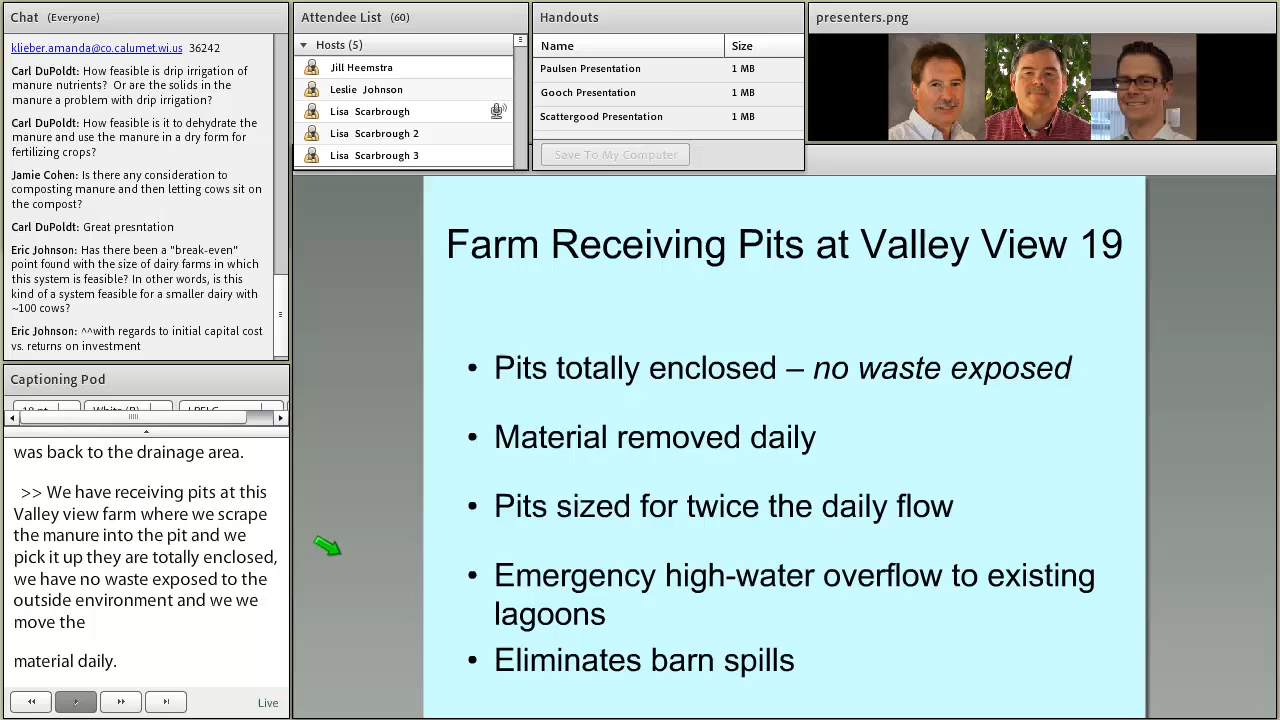 Chat (Everyone)
klieber.amanda@co.calumet.wi.us 36242
Carl DuPoldt: How feasible is drip irrigation of
manure nutrients? Or are the solids in the
manure a problem with drip irrigation?
Carl DuPoldt: How feasible is it to dehydrate the
manure and use the manure in a dry form for
fertilizing crops?
Jamie Cohen: Is there any consideration to
composting manure and then letting cows sit on
the compost?
Carl DuPoldt: Great presntation
Eric Johnson: Has there been a "break-even"
point found with the size of dairy farms in which
this system is feasible? In other words, is this
kind of a system feasible for a smaller dairy with
~100 cows?
Eric Johnson: ^^with regards to initial capital cost
vs. returns on investment
Captioning Pod
was back to the drainage area.
>> We have receiving pits at this
Valley view farm where we scrape
the manure into the pit and we
pick it up they are totally enclosed,
we have no waste exposed to the
outside environment and we we
move the
material daily.
Live
Attendee List (60)
Hosts (5)
Jill Heemstra
Leslie Johnson
Lisa Scarbrough
Lisa Scarbrough 2
Lisa Scarbrough 3
Handouts
Name Size
Paulsen Presentation 1 MB
Gooch Presentation 1 MB
Scattergood Presentation 1 MB
Save To My Computer
presenters.png
Farm Receiving Pits at Valley View 19
• Pits totally enclosed – no waste exposed
• Material removed daily
• Pits sized for twice the daily flow
• Emergency high-water overflow to existing
lagoons
• Eliminates barn spills